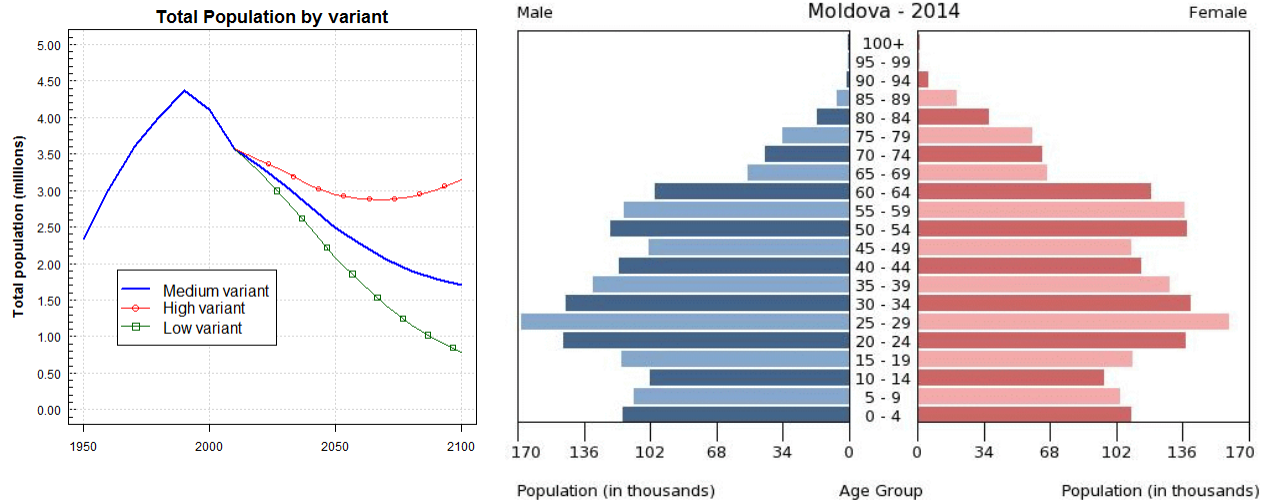 Total Population by variant
Total population (millions)
5.00
4.50
4.00
3.50
3.00
2.50
2.00
1.50
1.00
0.50
0.00
1950 2000 2050 2100
Medium variant
High variant
Low variant
Male Moldova - 2014 Female
100+
95 - 99
90 - 94
85 - 89
80 - 84
75 - 79
70 - 74
65 - 69
60 - 64
55 - 59
50 - 54
45 - 49
40 - 44
35 - 39
30 - 34
25 - 29
20 - 24
15 - 19
10 - 14
5 - 9
0 - 4
170 136 102 68 34 0 0 34 68 102 136 170
Population (in thousands) Age Group Population (in thousands)